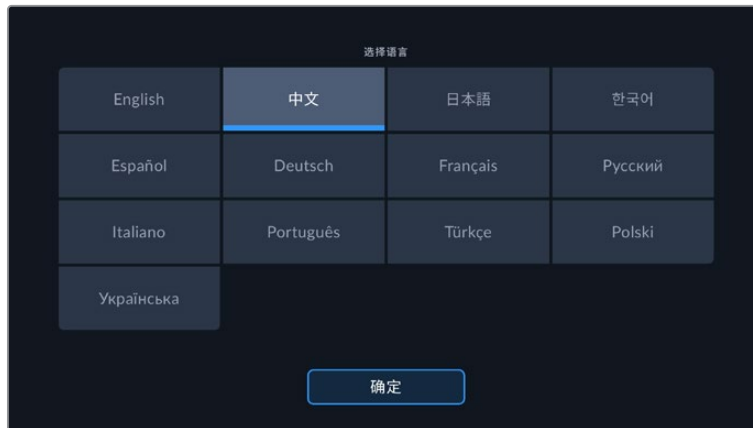 选择语言
English 中文 日本語 한국어
Español Deutsch Français Русский
Italiano Português Türkçe Polski
Українська
确定